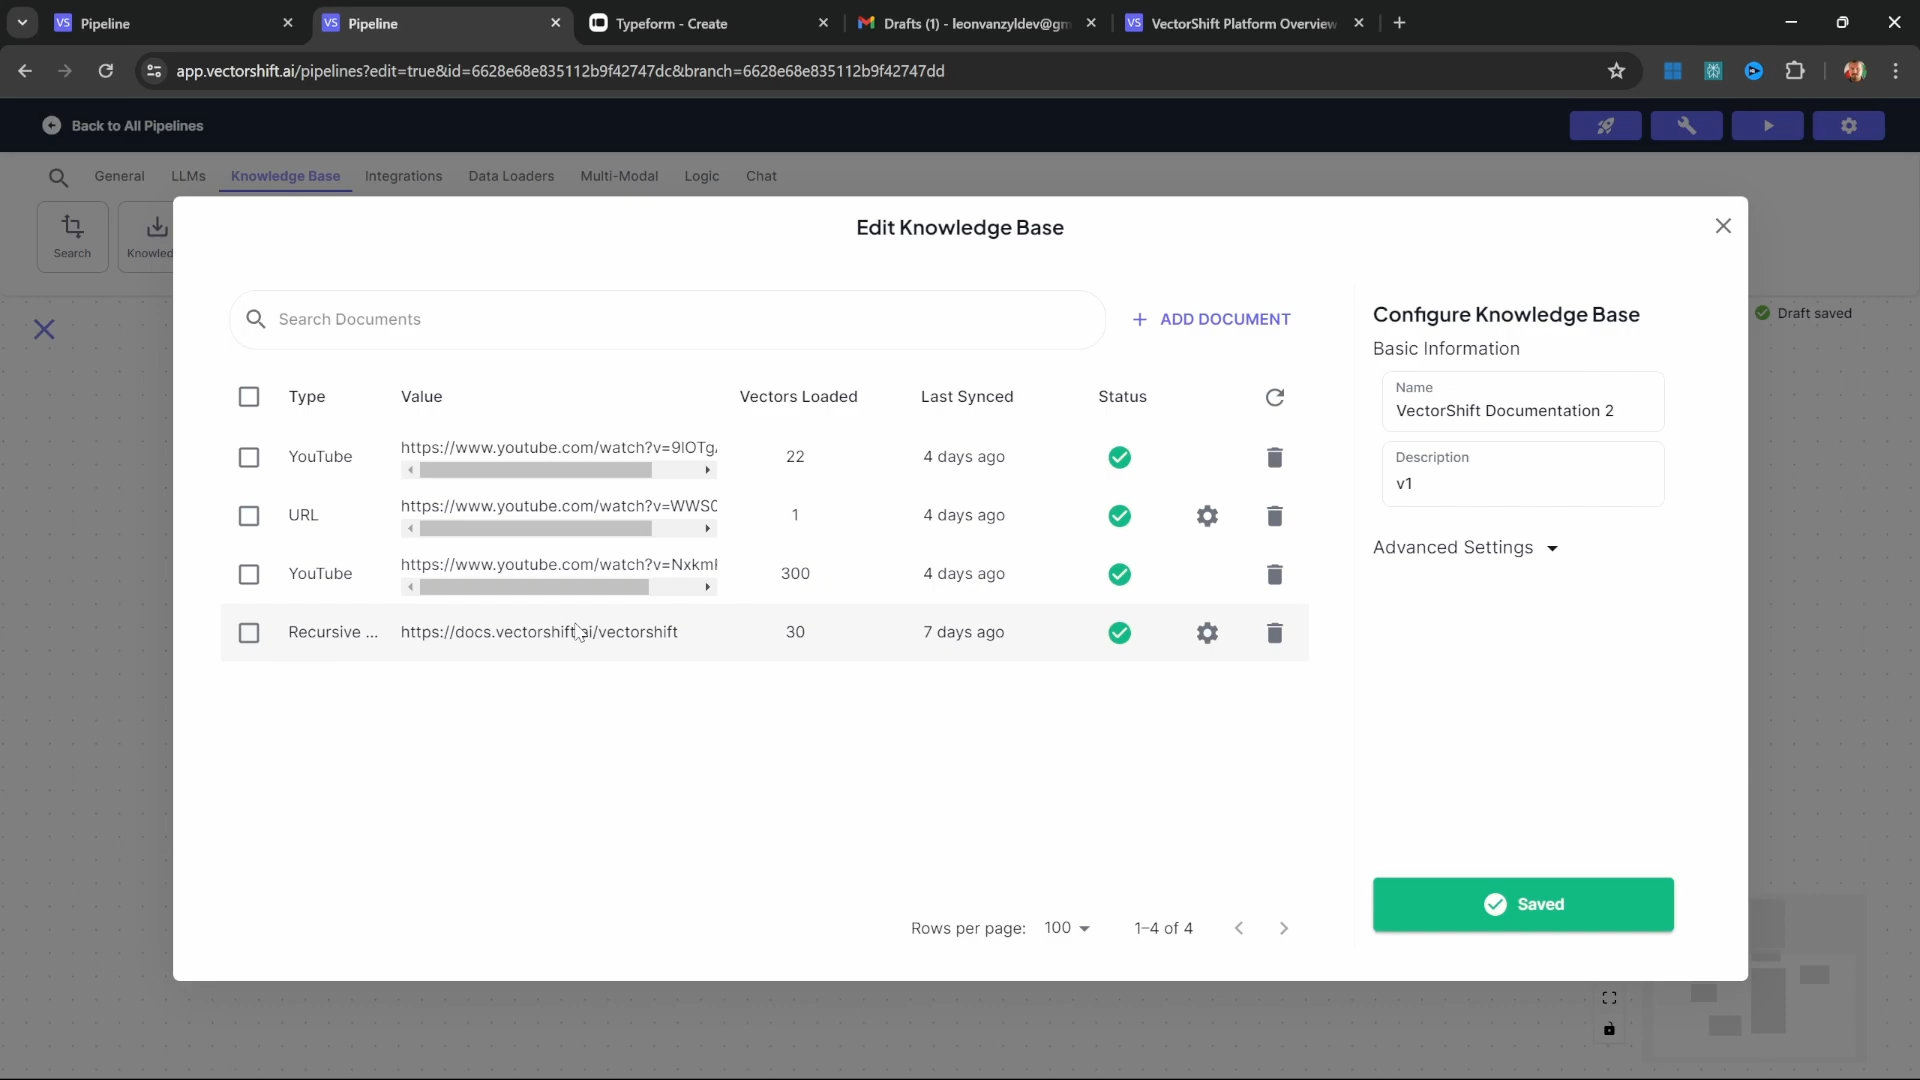 Pipeline
Pipeline
Typeform - Create
Drafts (1) - leonvanzyldev@gm
VectorShift Platform Overview
app.vectorshift.ai/pipelines?edit=true&id=6628e68e835112b9f42747dc&branch=6628e68e835112b9f42747dd
Back to All Pipelines
General LLMs Knowledge Base Integrations Data Loaders Multi-Modal Logic Chat
Search
Knowled
Draft saved
Edit Knowledge Base
Search Documents
+ ADD DOCUMENT
Type Value Vectors Loaded Last Synced Status
YouTube https://www.youtube.com/watch?v=9IOTg 22 4 days ago
URL https://www.youtube.com/watch?v=WWSC 1 4 days ago
YouTube https://www.youtube.com/watch?v=Nxkm 300 4 days ago
Recursive ... https://docs.vectorshift.ai/vectorshift 30 7 days ago
Rows per page: 100 1–4 of 4
Configure Knowledge Base
Basic Information
Name
VectorShift Documentation 2
Description
v1
Advanced Settings
Saved